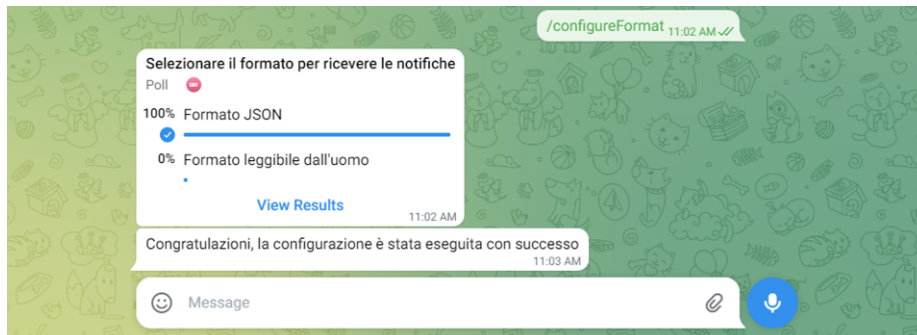 /configureFormat 11:02 AM
Selezionare il formato per ricevere le notifiche
Poll
100% Formato JSON
0% Formato leggibile dall'uomo
View Results
11:02 AM
Congratulazioni, la configurazione è stata eseguita con successo
11:03 AM
Message